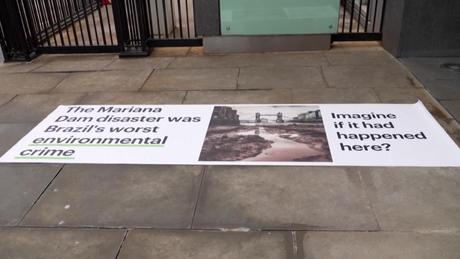 The Mariana
Dam disaster was
Brazil's worst
environmental
crime
Imagine
if it had
happened
here?